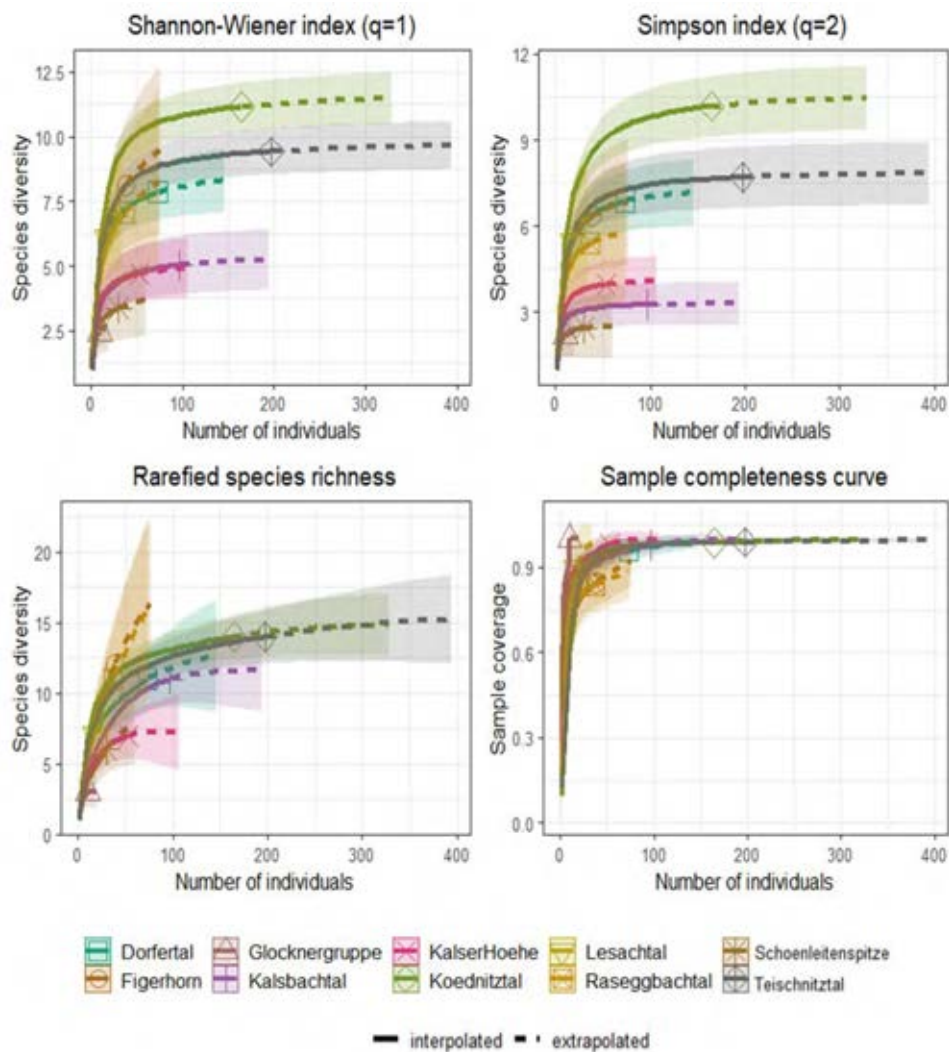 Shannon-Wiener index (q=1)
Simpson index (q=2)
12.5
10.0
7.5
5.0
2.5
Species diversity
0 100 200 300 400
Number of individuals
12
9
6
3
Species diversity
0 100 200 300 400
Number of individuals
Rarefied species richness
Sample completeness curve
20
15
10
5
0
Species diversity
0 100 200 300 400
Number of individuals
0.9
0.6
0.3
0.0
Sample coverage
0 100 200 300 400
Number of individuals
Dorfertal Glocknergruppe KalserHoehe Lesachtal Schoenleitenspitze
Figerhorn Kalsbachtal Koednitztal Raseggbachtal Teischnitztal
interpolated extrapolated